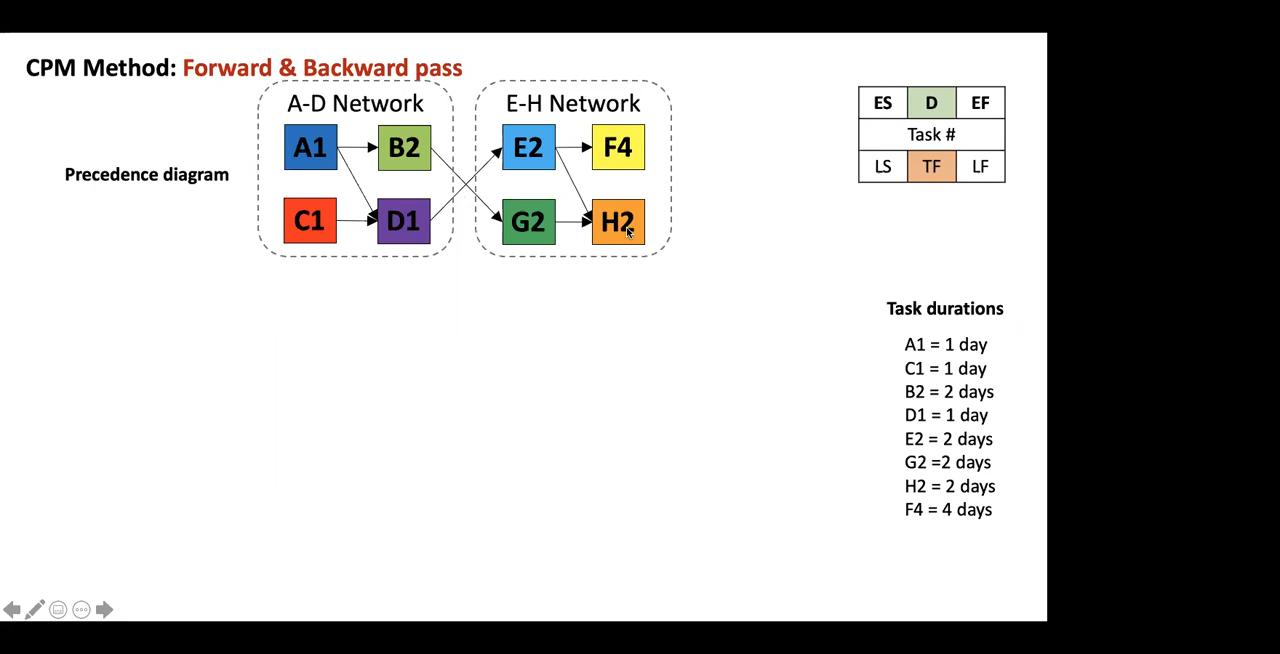 CPM Method: Forward & Backward pass
A-D Network
E-H Network
A1 B2 E2 F4
C1 D1 G2 H2
Precedence diagram
ES D EF
Task #
LS TF LF
Task durations
A1 = 1 day
C1 = 1 day
B2 = 2 days
D1 = 1 day
E2 = 2 days
G2 =2 days
H2 = 2 days
F4 = 4 days